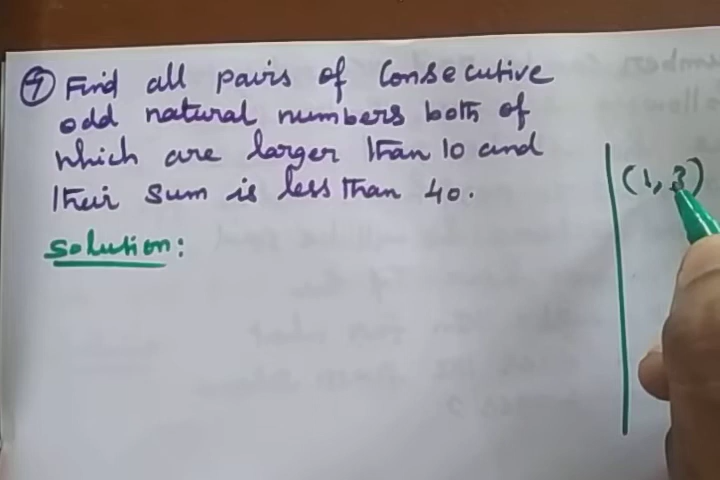 9 Find all pairs of Consecutive
odd natural numbers both of
which are larger than 10 and
their sum is less than 40.
Solution:
(1, 3)